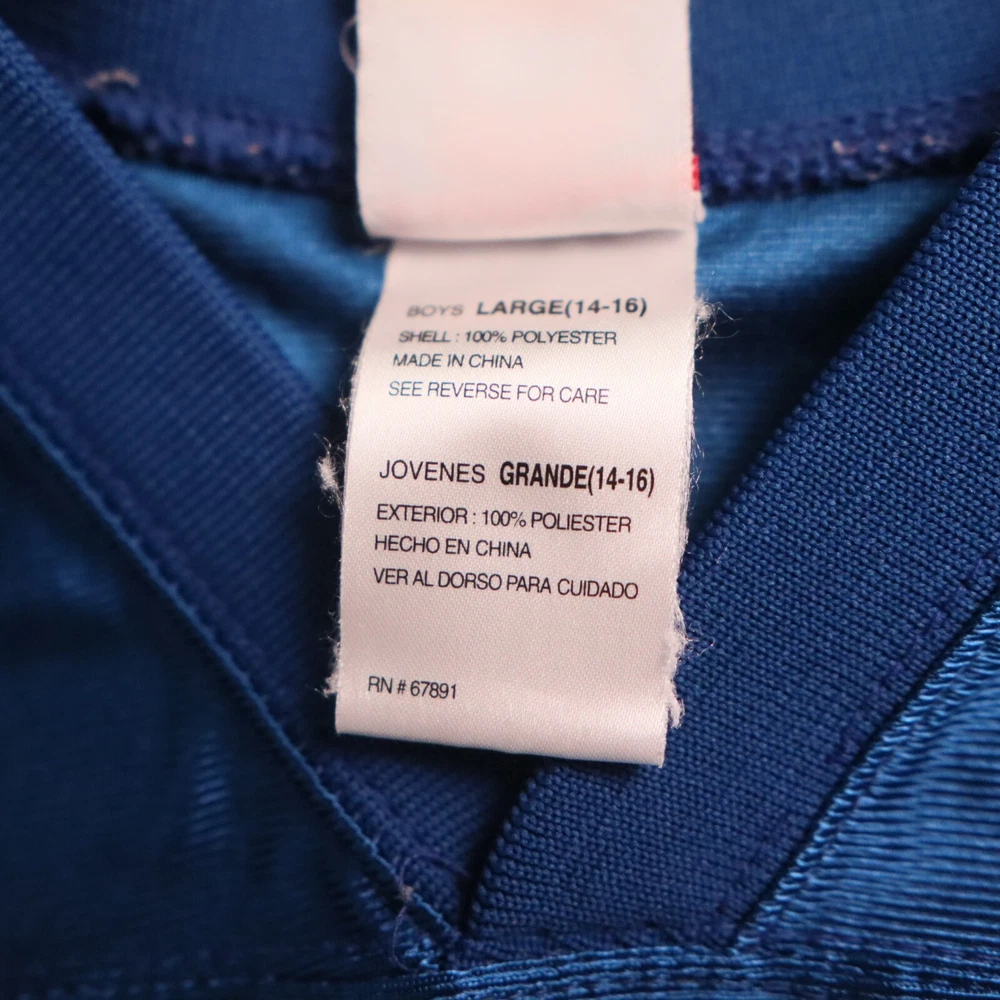 BOYS LARGE(14-16)
SHELL : 100% POLYESTER
MADE IN CHINA
SEE REVERSE FOR CARE
JOVENES GRANDE(14-16)
EXTERIOR : 100% POLIESTER
HECHO EN CHINA
VER AL DORSO PARA CUIDADO
RN # 67891